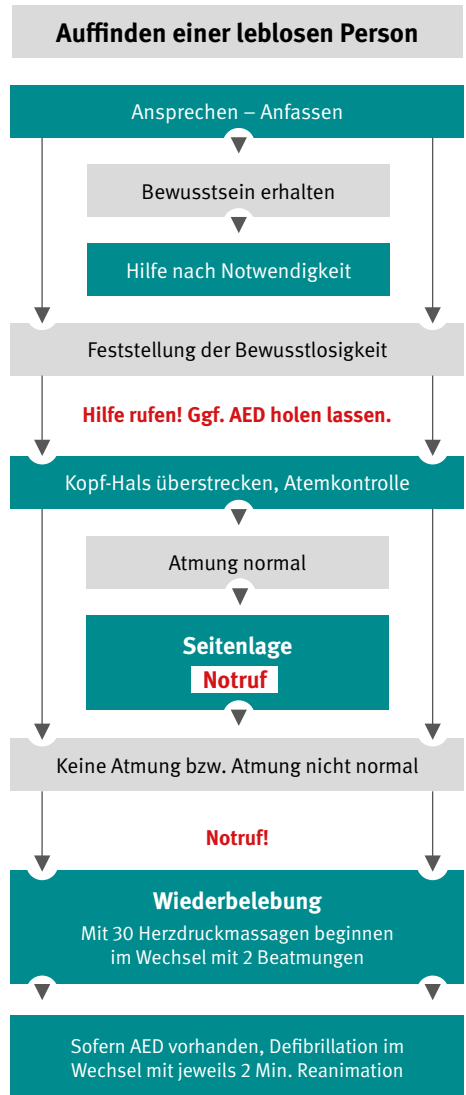 Auffinden einer leblosen Person
Ansprechen – Anfassen
Bewusstsein erhalten
Hilfe nach Notwendigkeit
Feststellung der Bewusstlosigkeit
Hilfe rufen! Ggf. AED holen lassen.
Kopf-Hals überstrecken, Atemkontrolle
Atmung normal
Seitenlage
Notruf
Keine Atmung bzw. Atmung nicht normal
Notruf!
Wiederbelebung
Mit 30 Herzdruckmassagen beginnen
im Wechsel mit 2 Beatmungen
Sofern AED vorhanden, Defibrillation im
Wechsel mit jeweils 2 Min. Reanimation